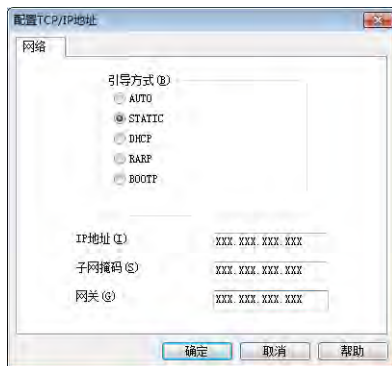 配置TCP/IP地址
网络
引导方式(B)
AUTO
STATIC
DHCP
RARP
BOOTP
IP地址(I) XXX.XXX.XXX.XXX
子网掩码(S) XXX.XXX.XXX.XXX
网关(G) XXX.XXX.XXX.XXX
确定 取消 帮助